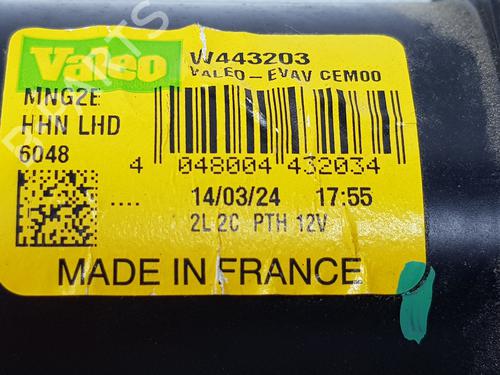 Valeo
W443203
VALEO-EVAV CEM00
MNG2E
HHN LHD
6048
4 048004 432034
.... 14/03/24 17:55
2L 2C PTH 12V
MADE IN FRANCE